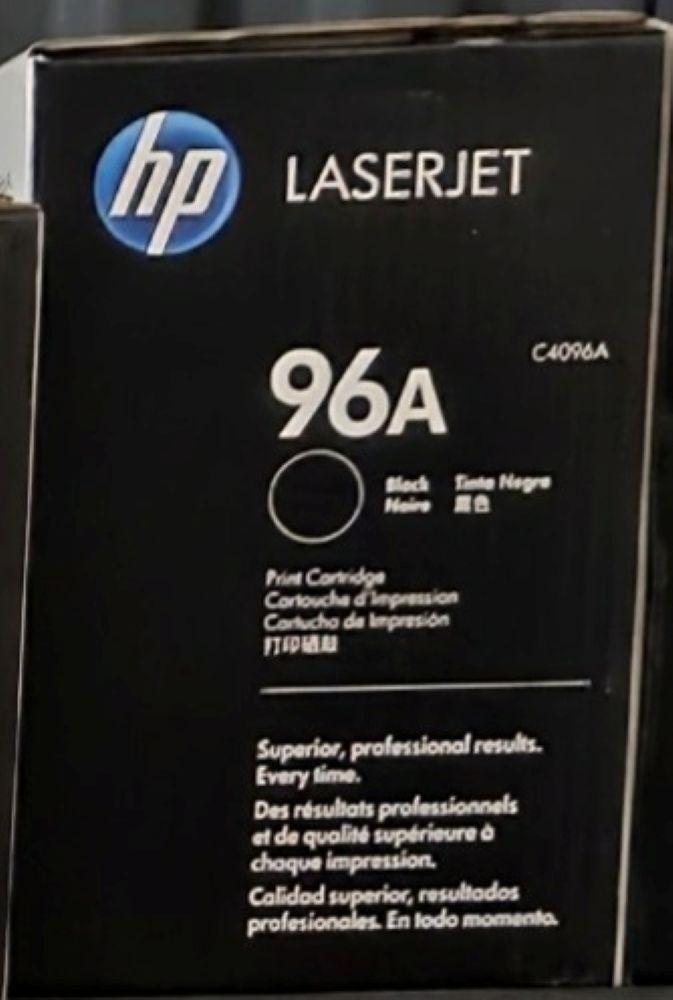 hp LASERJET
C4096A
96A
Black Tinta Negra
Noire 黑色
Print Cartridge
Cartouche d'Impression
Cartucho de Impresión
打印硒鼓
Superior, professional results.
Every time.
Des résultats professionnels
et de qualité supérieure à
chaque impression.
Calidad superior, resultados
profesionales. En todo momento.